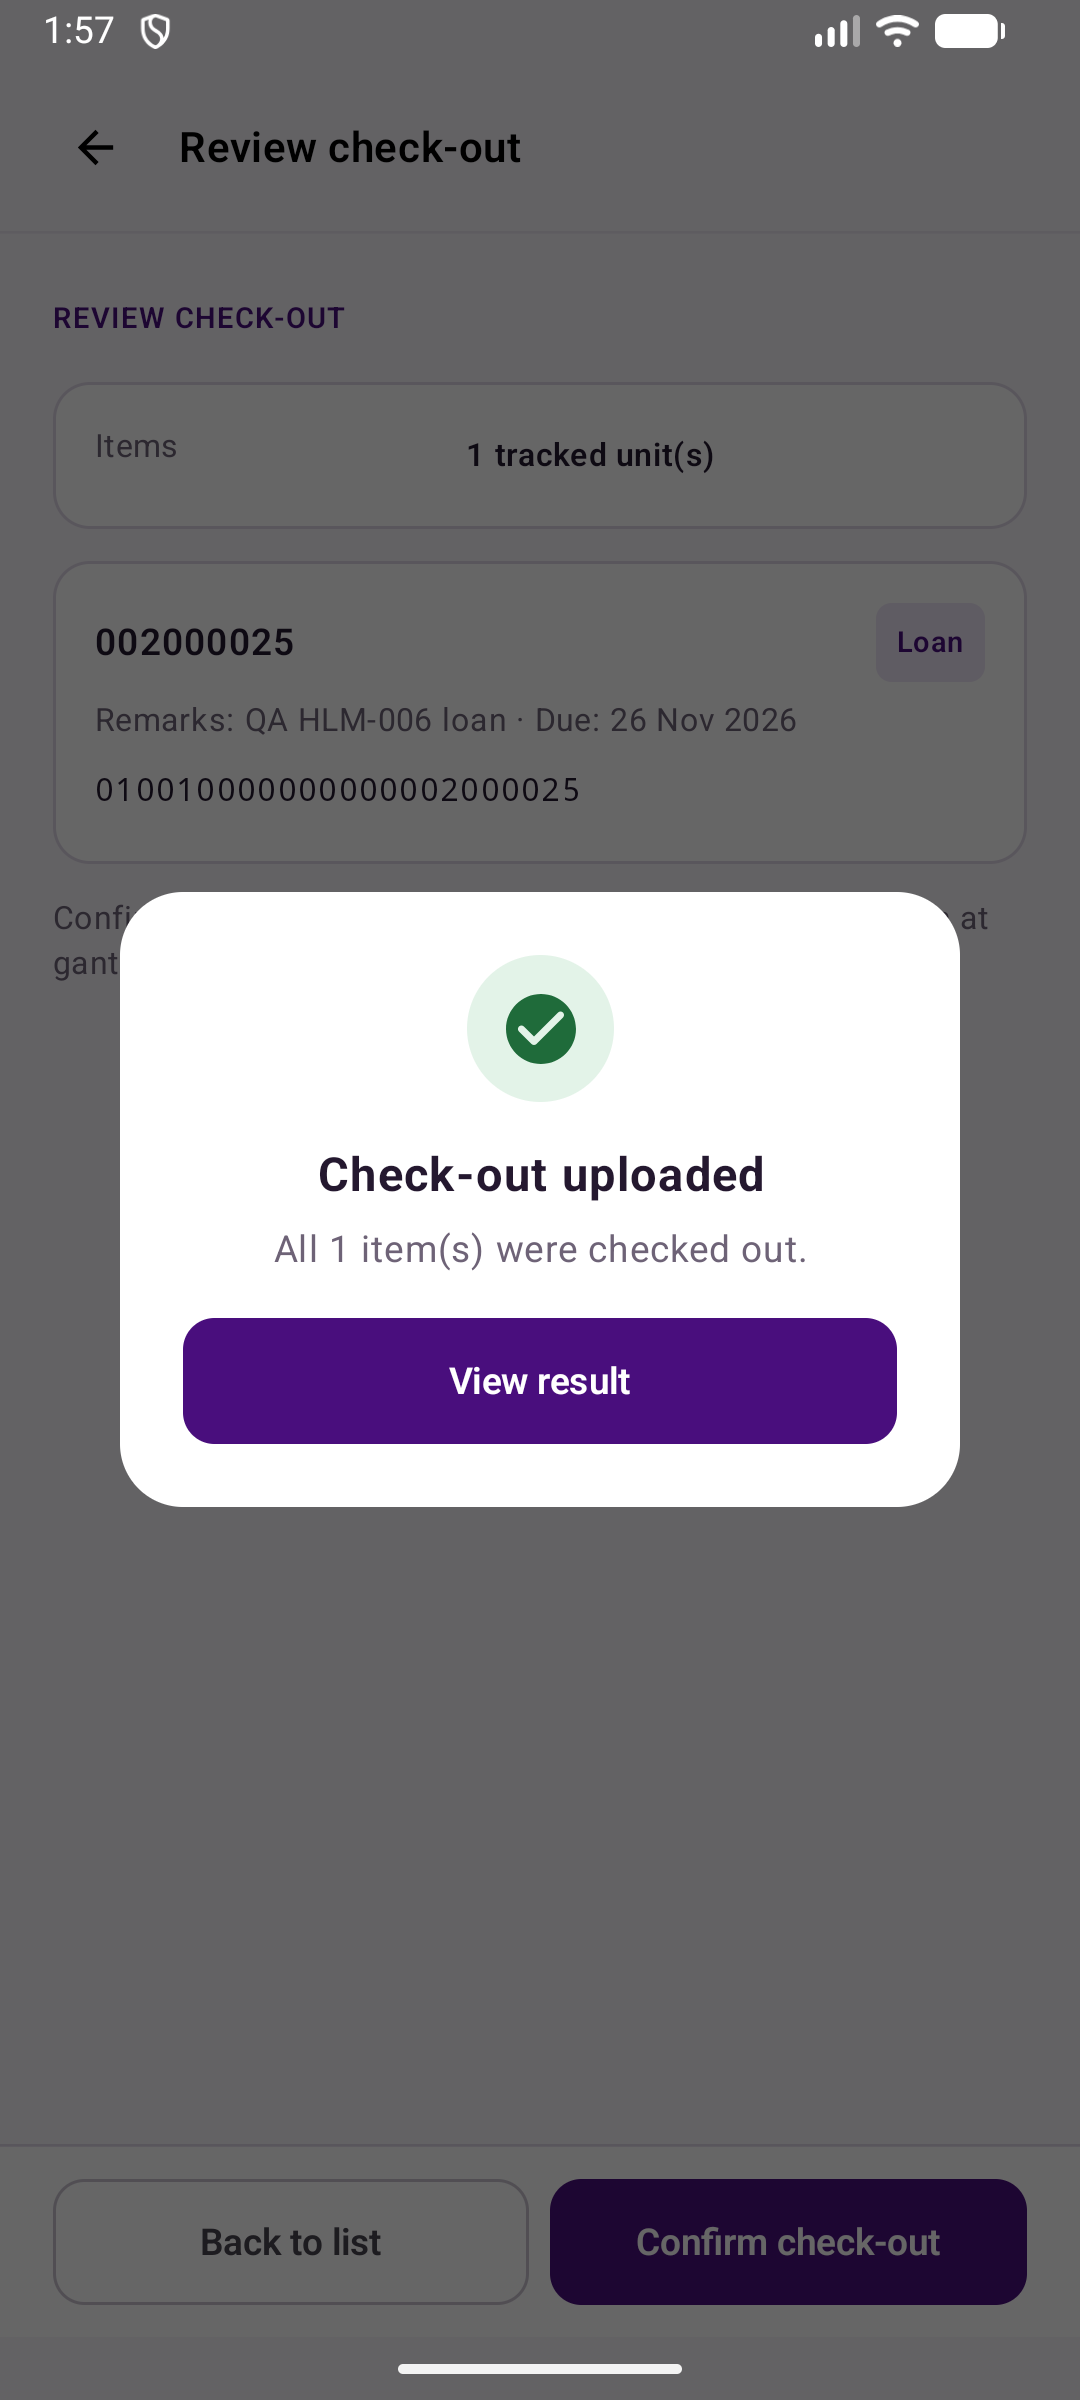 1:57
Review check-out
REVIEW CHECK-OUT
Items
1 tracked unit(s)
002000025
Loan
Remarks: QA HLM-006 loan · Due: 26 Nov 2026
010010000000000002000025
at
Check-out uploaded
All 1 item(s) were checked out.
View result
Back to list
Confirm check-out